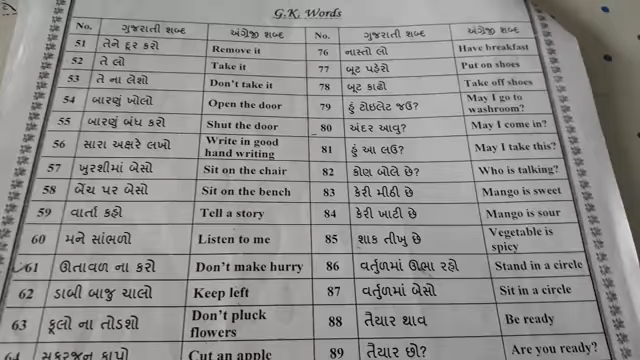 G.K. Words
No. ગુજરાતી શબ્દ અંગ્રેજી શબ્દ No. ગુજરાતી શબ્દ અંગ્રેજી શબ્દ
51 તેને દૂર કરો Remove it 76 નાસ્તો લો Have breakfast
52 તે લો Take it 77 બૂટ પહેરો Put on shoes
53 તે ના લેશો Don't take it 78 બૂટ કાઢો Take off shoes
54 બારણું ખોલો Open the door 79 હું ટોઇલેટ જઉં? May I go to washroom?
55 બારણું બંધ કરો Shut the door 80 અંદર આવુ? May I come in?
56 સારા અક્ષરે લખો Write in good hand writing 81 હું આ લઉં? May I take this?
57 ખુરશીમાં બેસો Sit on the chair 82 કોણ બોલે છે? Who is talking?
58 બેંચ પર બેસો Sit on the bench 83 કેરી મીઠી છે Mango is sweet
59 વાર્તા કહો Tell a story 84 કેરી ખાટી છે Mango is sour
60 મને સાંભળો Listen to me 85 શાક તીખુ છે Vegetable is spicy
61 ઊતાવળ ના કરો Don't make hurry 86 વર્તુળમાં ઊભા રહો Stand in a circle
62 ડાબી બાજુ ચાલો Keep left 87 વર્તુળમાં બેસો Sit in a circle
63 ફૂલો ના તોડશો Don't pluck flowers 88 તૈયાર થાવ Be ready
64 સફરજન કાપો Cut an apple 89 તૈયાર છો? Are you ready?